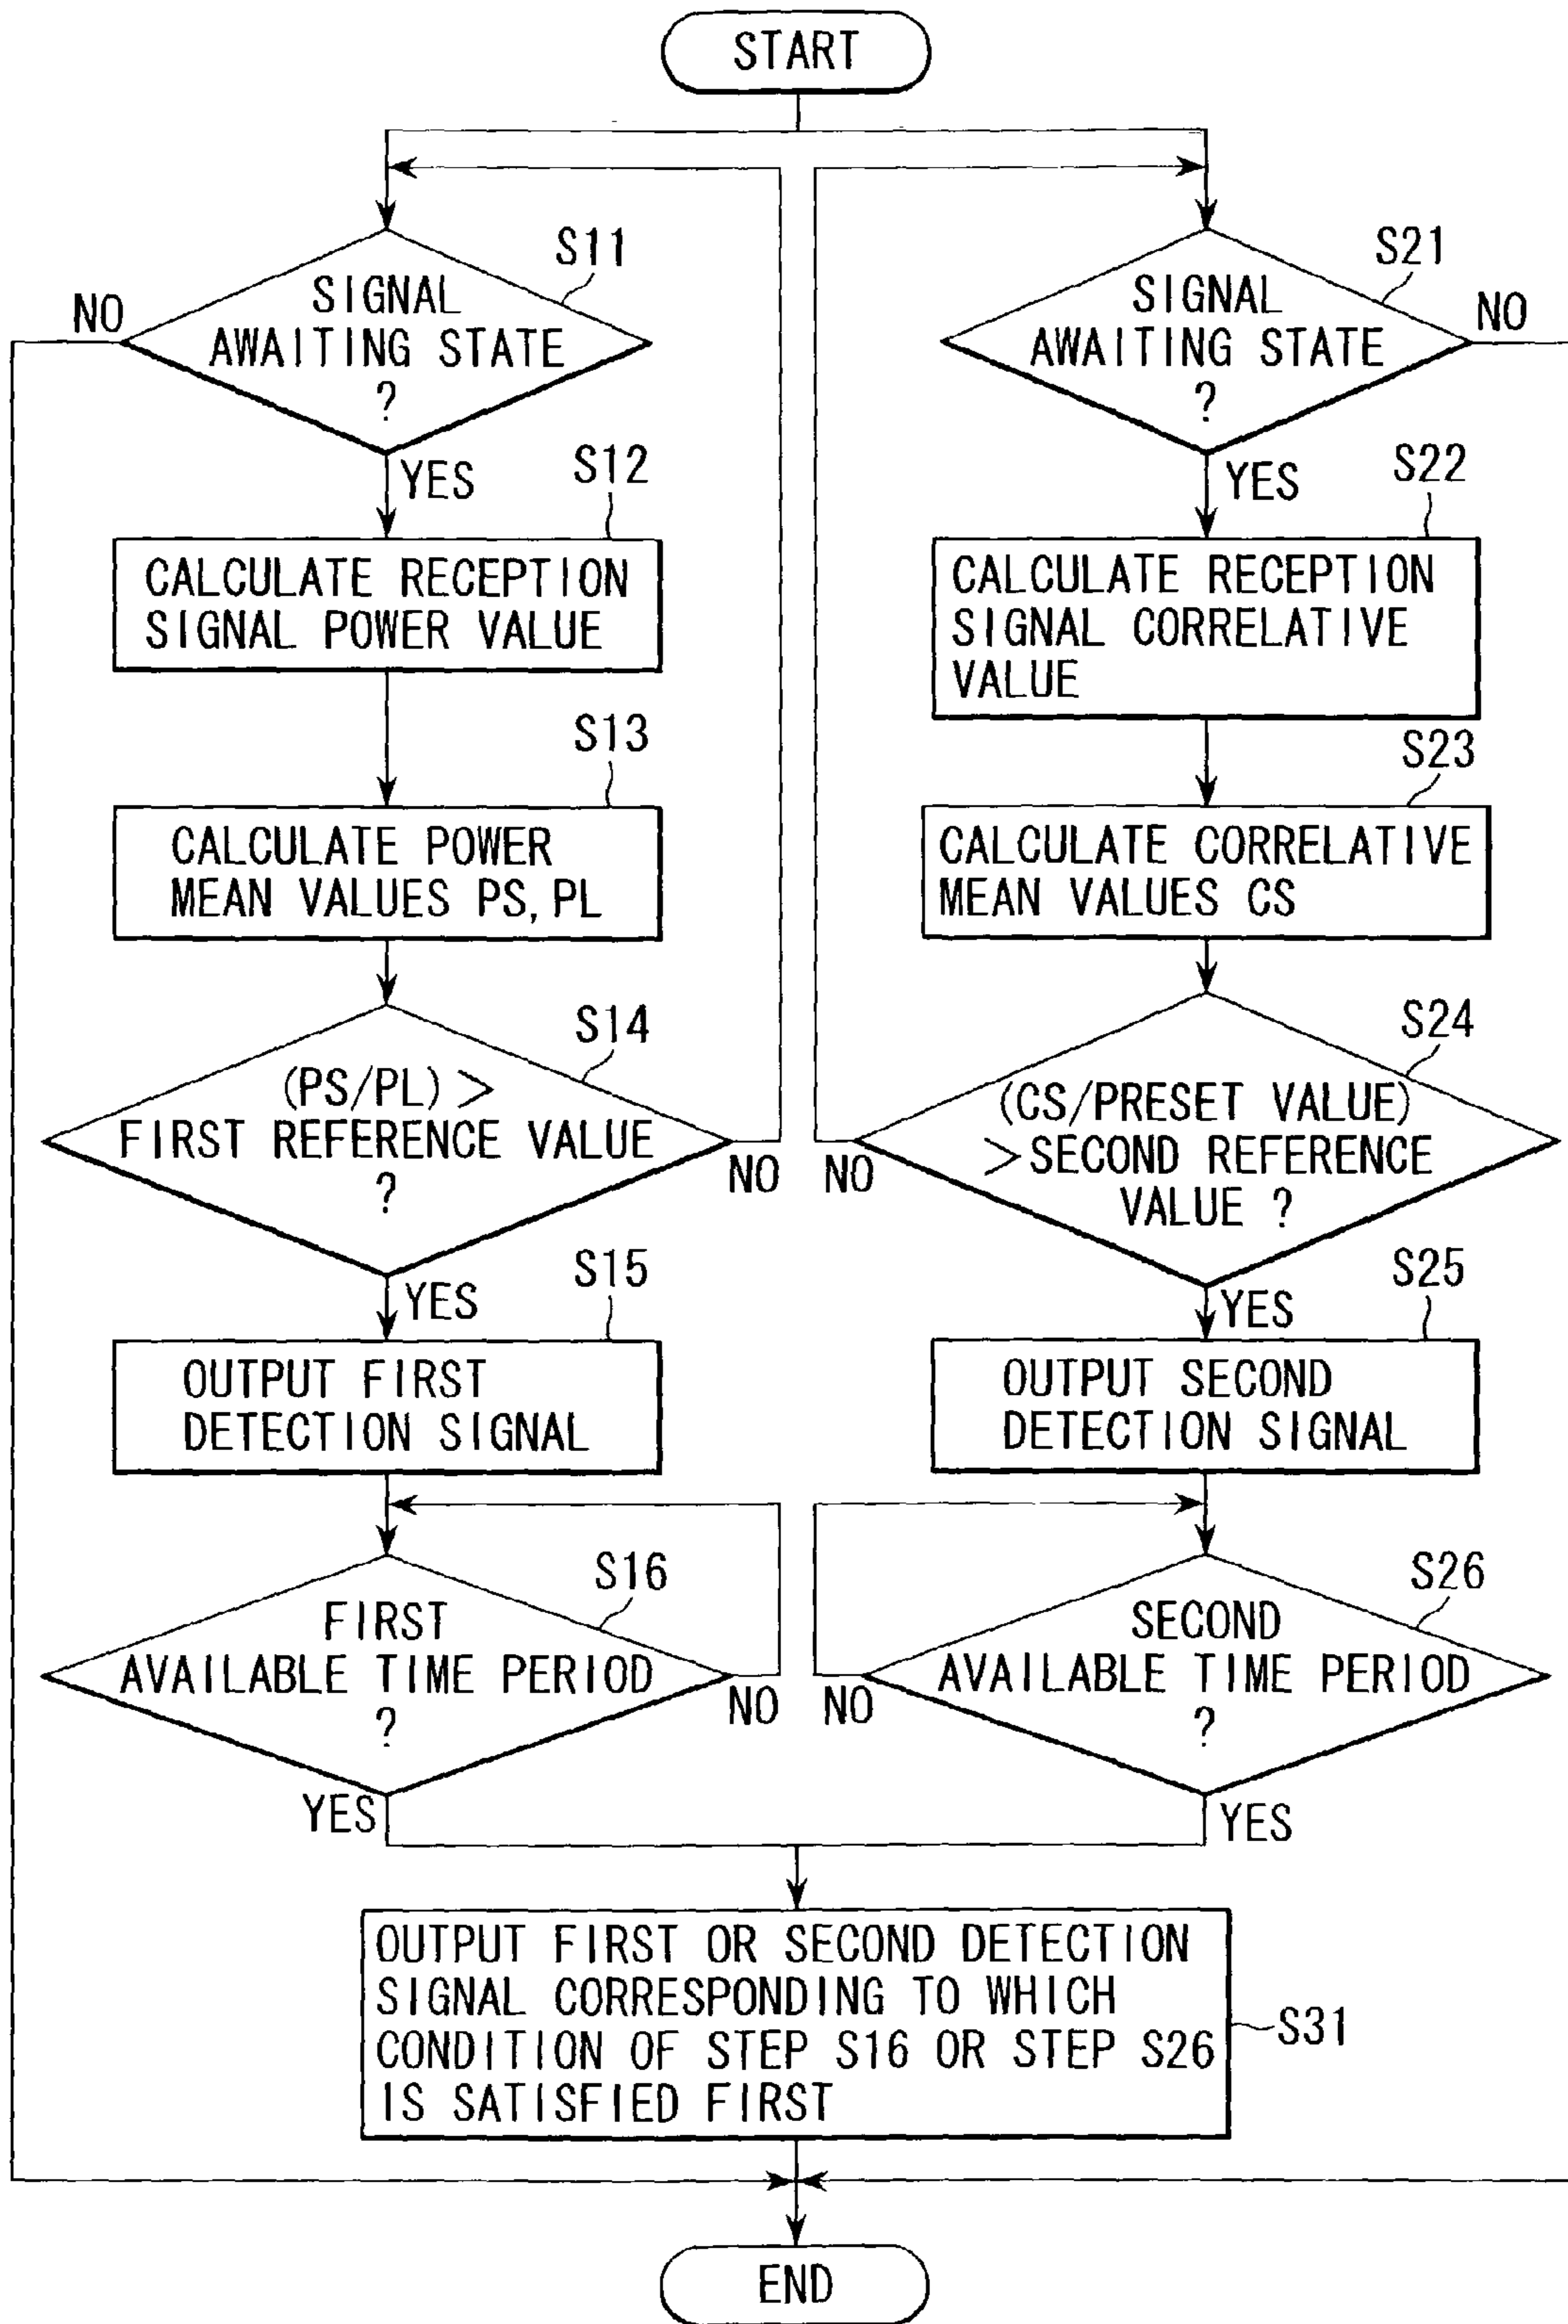 START
S11
SIGNAL
AWAITING STATE
?
NO
YES
S12
CALCULATE RECEPTION
SIGNAL POWER VALUE
S13
CALCULATE POWER
MEAN VALUES PS, PL
S14
(PS/PL) >
FIRST REFERENCE VALUE
?
NO
YES
S15
OUTPUT FIRST
DETECTION SIGNAL
S16
FIRST
AVAILABLE TIME PERIOD
?
NO
YES
S21
SIGNAL
AWAITING STATE
?
NO
YES
S22
CALCULATE RECEPTION
SIGNAL CORRELATIVE
VALUE
S23
CALCULATE CORRELATIVE
MEAN VALUES CS
S24
(CS/PRESET VALUE)
>SECOND REFERENCE
VALUE ?
NO
YES
S25
OUTPUT SECOND
DETECTION SIGNAL
S26
SECOND
AVAILABLE TIME PERIOD
?
NO
YES
OUTPUT FIRST OR SECOND DETECTION
SIGNAL CORRESPONDING TO WHICH
CONDITION OF STEP S16 OR STEP S26
IS SATISFIED FIRST
S31
END